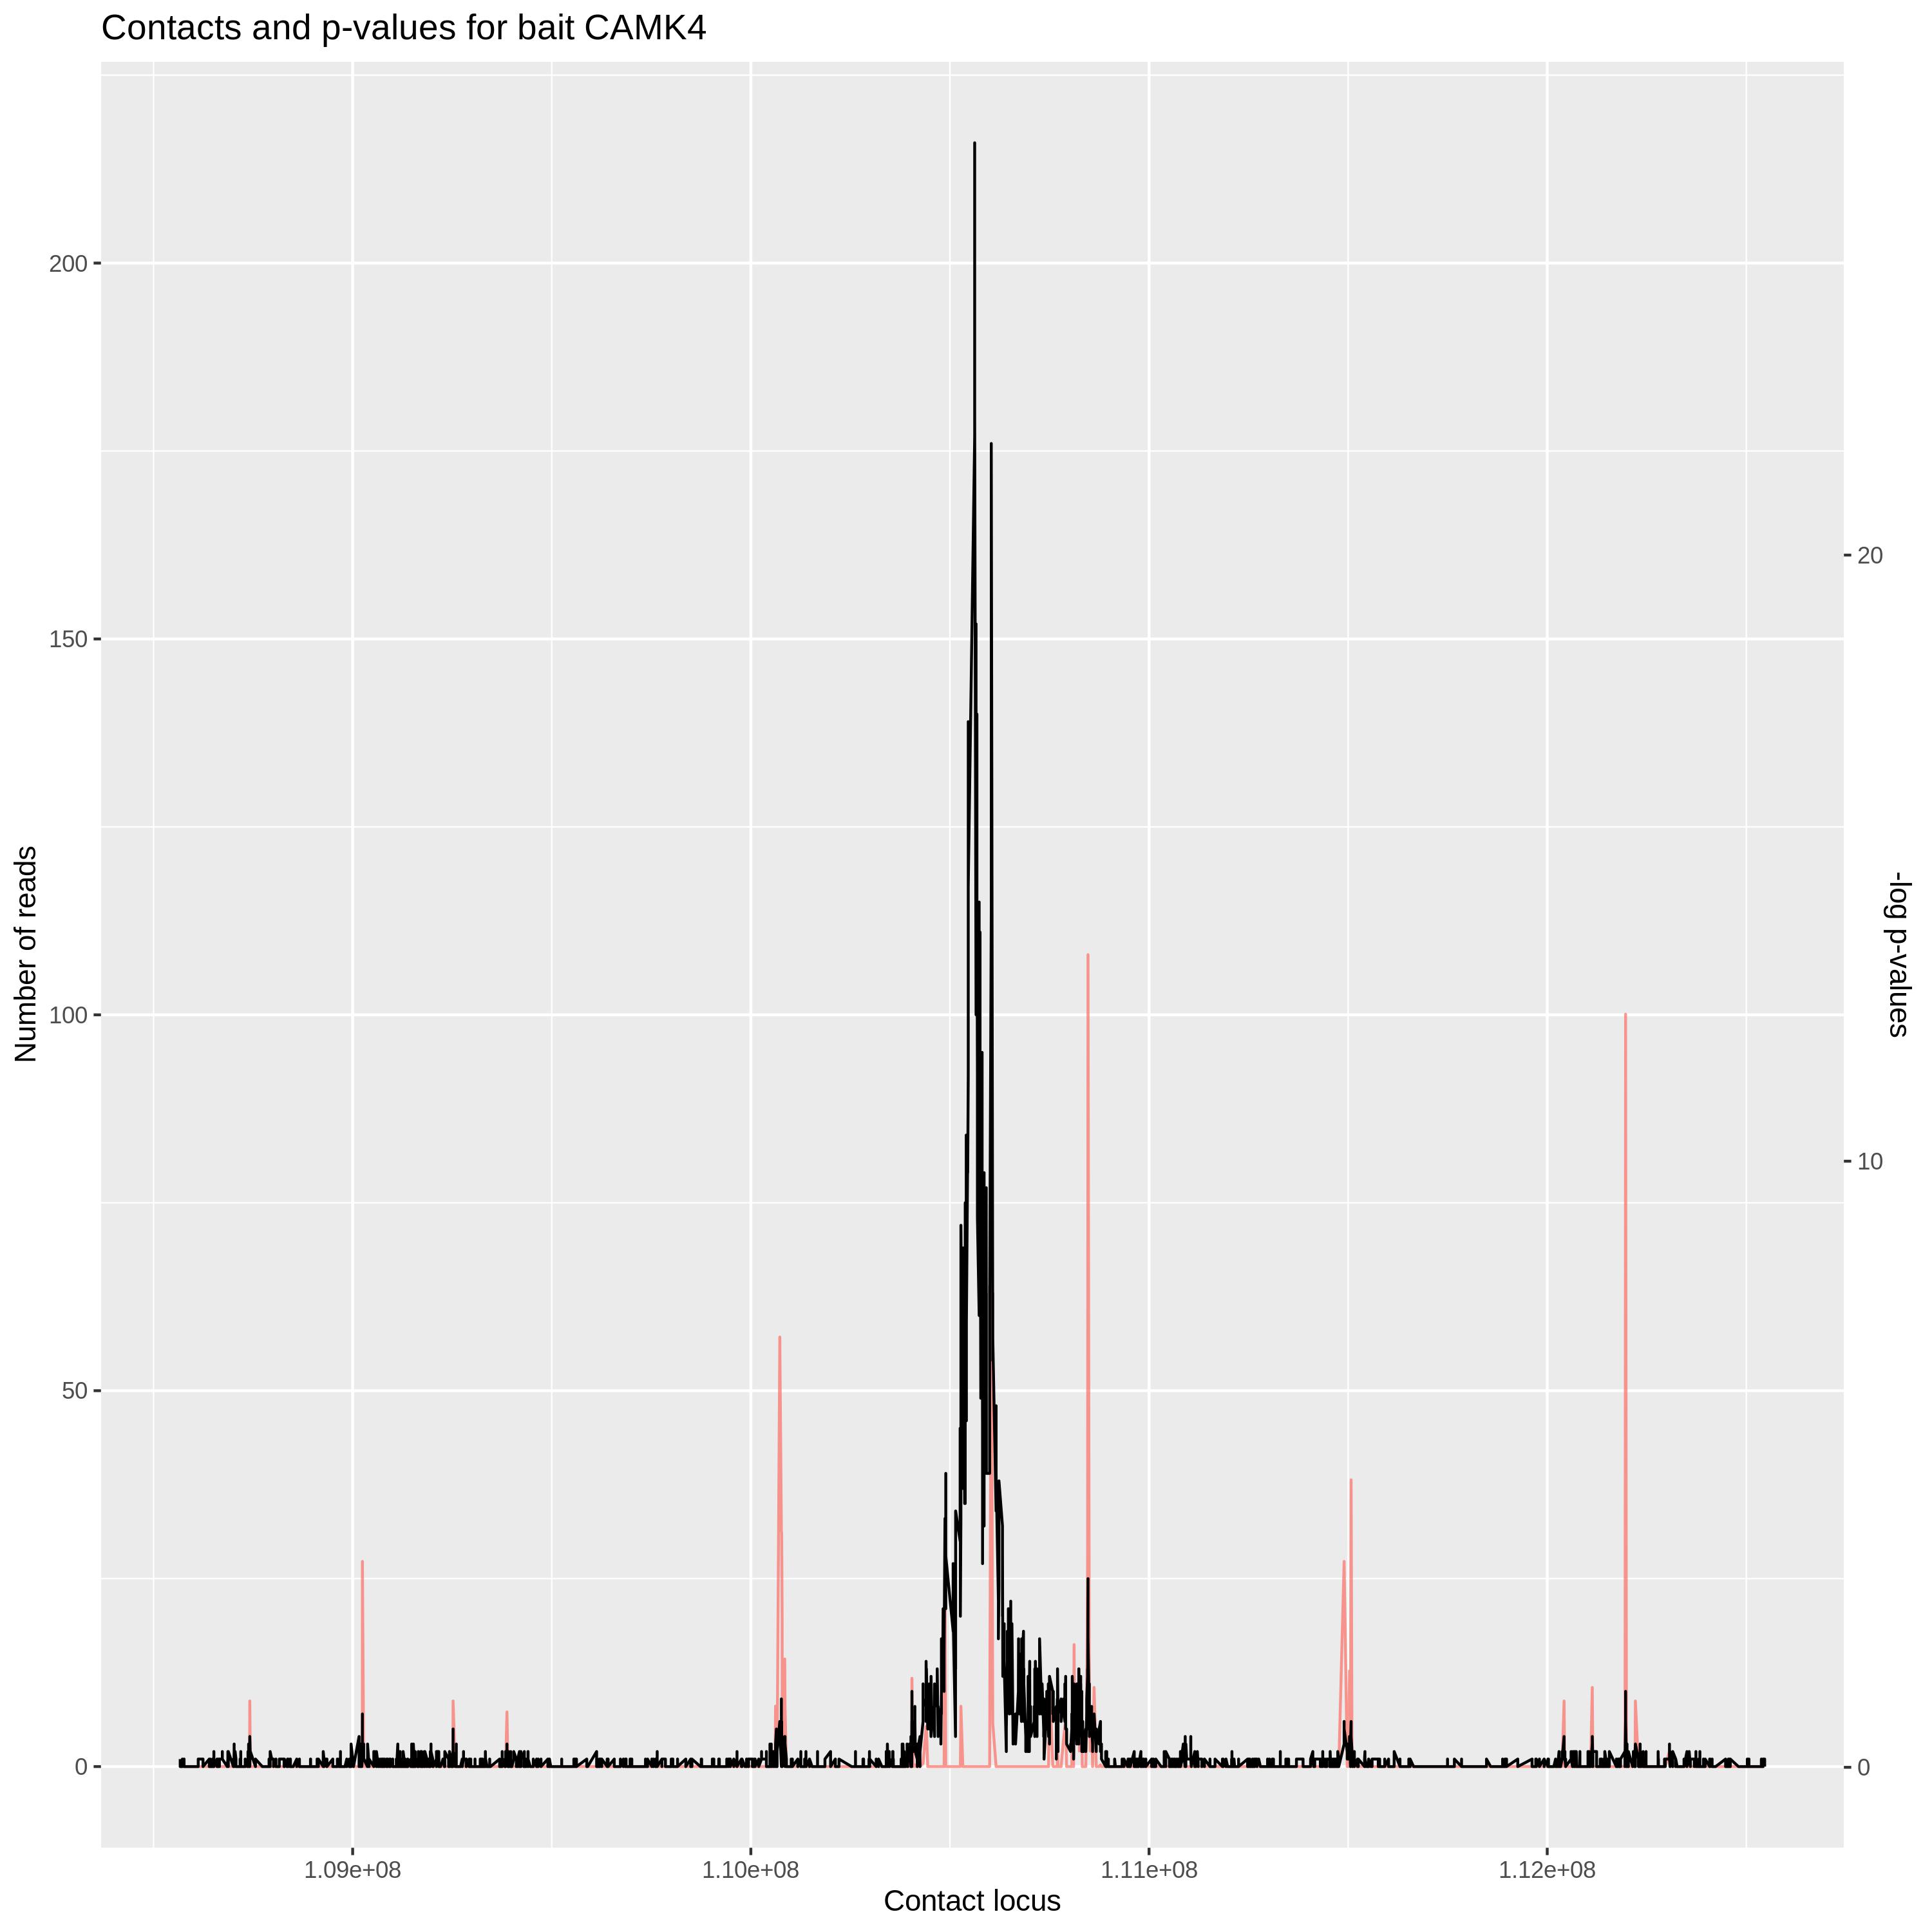 Contacts and p-values for bait CAMK4
200
150
100
50
0
Number of reads
20
10
0
-log p-values
1.09e+08
1.10e+08
1.11e+08
1.12e+08
Contact locus